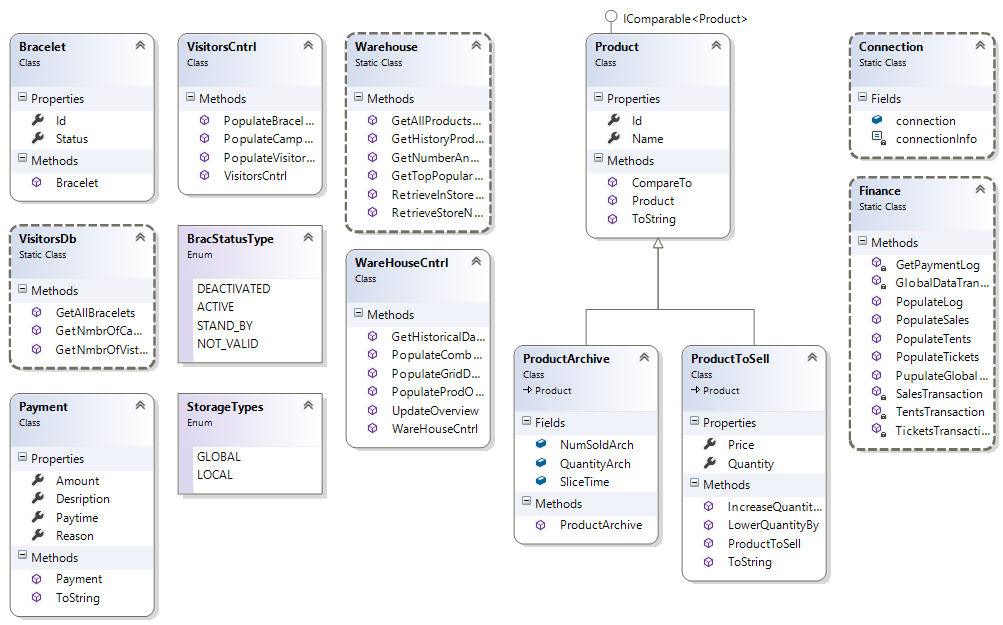 IComparable<Product>
Bracelet
Class
Properties
Id
Status
Methods
Bracelet
VisitorsCntrl
Class
Methods
PopulateBracel...
PopulateCamp...
PopulateVisitor...
VisitorsCntrl
Warehouse
Static Class
Methods
GetAllProducts...
GetHistoryProd...
GetNumberAn...
GetTopPopular...
RetrieveInStore...
RetrieveStoreN...
Product
Class
Properties
Id
Name
Methods
CompareTo
Product
ToString
Connection
Static Class
Fields
connection
connectionInfo
VisitorsDb
Static Class
Methods
GetAllBracelets
GetNmbrOfCa...
GetNmbrOfVist...
BracStatusType
Enum
DEACTIVATED
ACTIVE
STAND_BY
NOT_VALID
WareHouseCntrl
Class
Methods
GetHistoricalDa...
PopulateComb...
PopulateGridD...
PopulateProdO...
UpdateOverview
WareHouseCntrl
Finance
Static Class
Methods
GetPaymentLog
GlobalDataTran...
PopulateLog
PopulateSales
PopulateTents
PopulateTickets
PupulateGlobal...
SalesTransaction
TentsTransaction
TicketsTransacti...
Payment
Class
Properties
Amount
Desription
Paytime
Reason
Methods
Payment
ToString
StorageTypes
Enum
GLOBAL
LOCAL
ProductArchive
Class
Product
Fields
NumSoldArch
QuantityArch
SliceTime
Methods
ProductArchive
ProductToSell
Class
Product
Properties
Price
Quantity
Methods
IncreaseQuantit...
LowerQuantityBy
ProductToSell
ToString